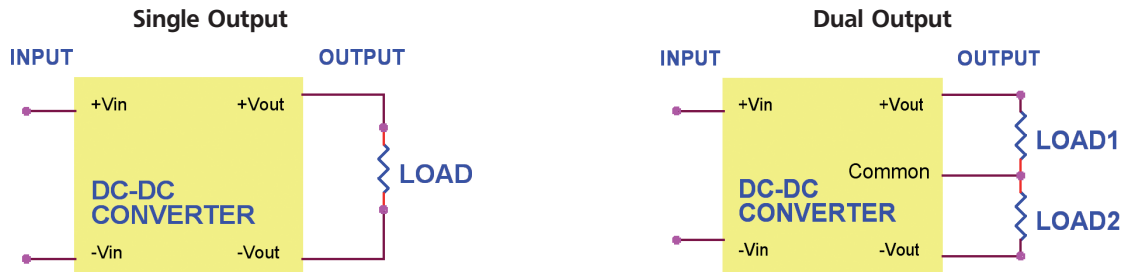 Single Output
Dual Output
INPUT
OUTPUT
INPUT
OUTPUT
+Vin
+Vout
+Vin
+Vout
LOAD1
Common
LOAD
DC-DC
CONVERTER
DC-DC
CONVERTER
LOAD2
-Vin
-Vout
-Vin
-Vout